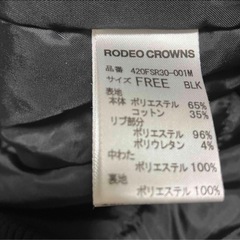 RODEO CROWNS
品番 420FSR30-001M
サイズ FREE BLK
表地
本体 ポリエステル 65%
コットン 35%
リブ部分
ポリエステル 96%
ポリウレタン 4%
中わた
ポリエステル 100%
裏地
ポリエステル 100%